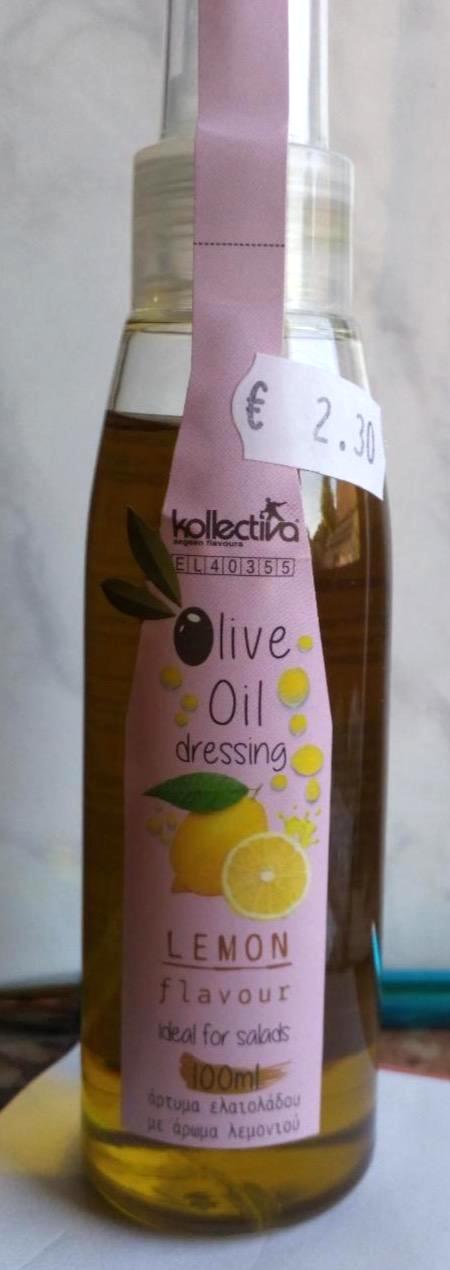 € 2.30
kollectiva
aegean flavours
EL40355
Olive
Oil
dressing
LEMON
flavour
ideal for salads
100ml
άρτυμα ελαιολάδου
με άρωμα λεμονιού